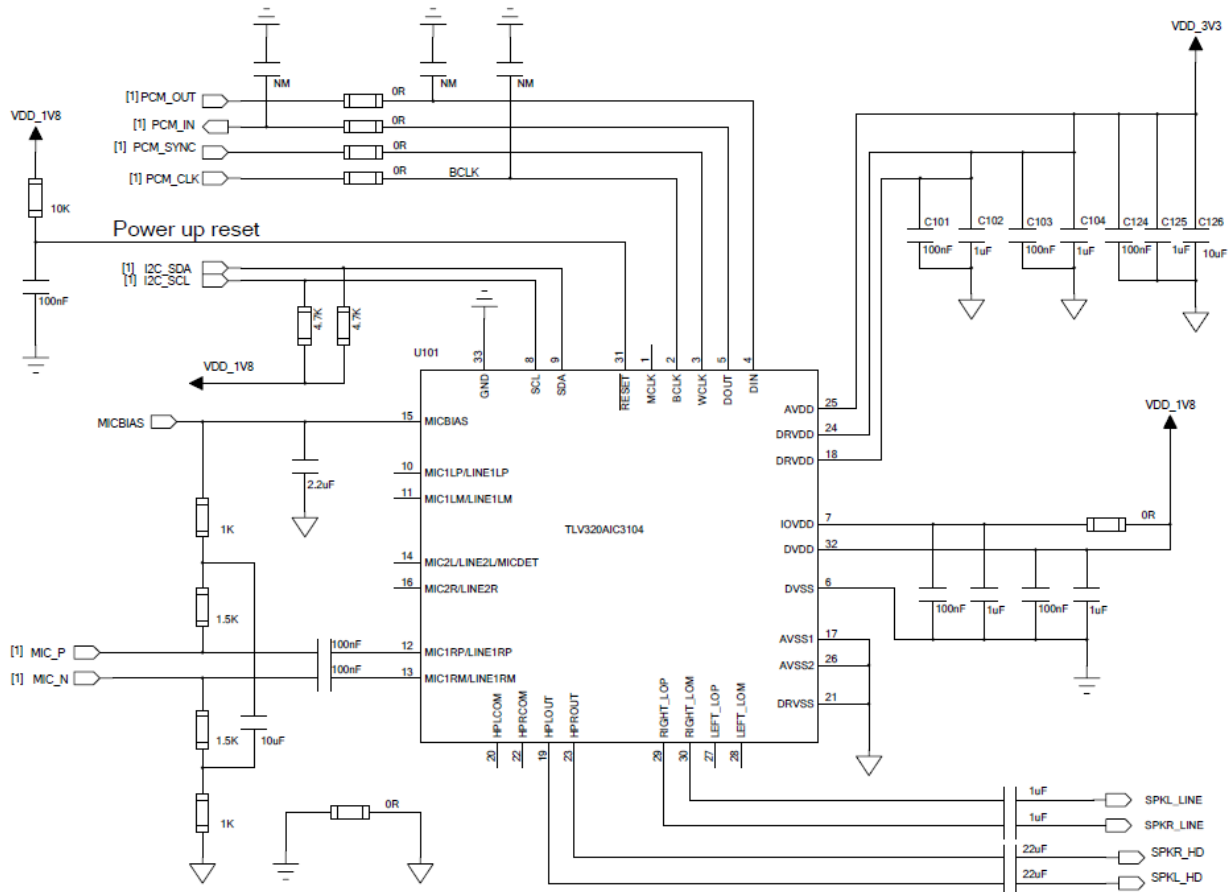 VDD_3V3
NM
NM
NM
[1] PCM_OUT
0R
VDD_1V8
[1] PCM_IN
0R
[1] PCM_SYNC
0R
[1] PCM_CLK
0R
BCLK
10K
Power up reset
C101
C102
C103
C104
C124
C125
C126
100nF
1uF
100nF
1uF
100nF
1uF
10uF
[1] I2C_SDA
[1] I2C_SCL
100nF
4.7K
4.7K
VDD_1V8
U101
33
8
9
31
1
2
3
5
4
GND
SCL
SDA
RESET
MCLK
BCLK
WCLK
DOUT
DIN
MICBIAS
15
MICBIAS
AVDD
25
DRVDD
24
DRVDD
18
VDD_1V8
10
MIC1LP/LINE1LP
11
MIC1LM/LINE1LM
2.2uF
1K
TLV320AIC3104
IOVDD
7
0R
DVDD
32
14
MIC2L/LINE2L/MICDET
16
MIC2R/LINE2R
DVSS
6
100nF
1uF
100nF
1uF
1.5K
[1] MIC_P
100nF
12
MIC1RP/LINE1RP
AVSS1
17
[1] MIC_N
100nF
13
MIC1RM/LINE1RM
AVSS2
26
DRVSS
21
1.5K
10uF
HPLCOM
HPRCOM
HPLOUT
HPROUT
RIGHT_LOP
RIGHT_LOM
LEFT_LOP
LEFT_LOM
20
22
19
23
29
30
27
28
1K
0R
1uF
SPKL_LINE
1uF
SPKR_LINE
22uF
SPKR_HD
22uF
SPKL_HD